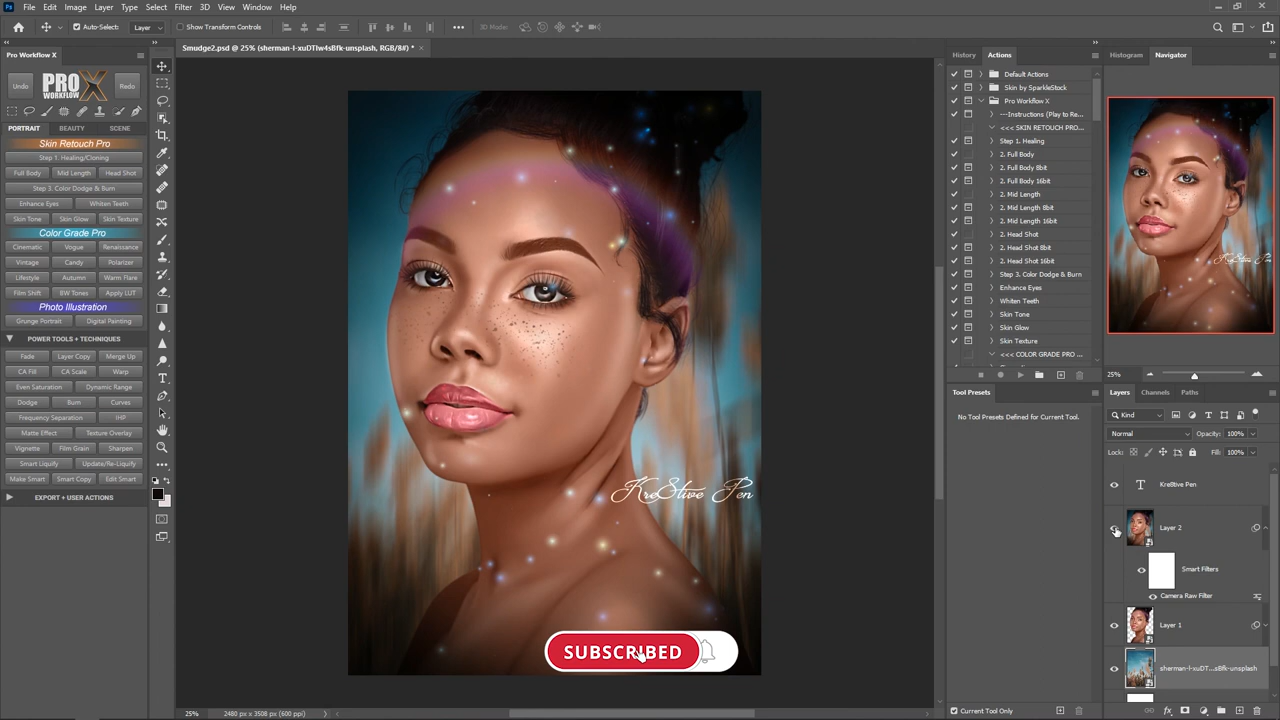 File Edit Image Layer Type Select Filter 3D View Window Help
Auto-Select: Layer Show Transform Controls 3D Mode:
Smudge2.psd @ 25% (sherman-l-xuDTlw4sBfk-unsplash, RGB/8#) *
Pro Workflow X
Undo PRO X WORKFLOW Redo
PORTRAIT BEAUTY SCENE
Skin Retouch Pro
Step 1. Healing/Cloning
Full Body Mid Length Head Shot
Step 3. Color Dodge & Burn
Enhance Eyes Whiten Teeth
Skin Tone Skin Glow Skin Texture
Color Grade Pro
Cinematic Vogue Renaissance
Vintage Candy Polarizer
Lifestyle Autumn Warm Flare
Film Shift BW Tones Apply LUT
Photo Illustration
Grunge Portrait Digital Painting
POWER TOOLS + TECHNIQUES
Fade Layer Copy Merge Up
CA Fill CA Scale Warp
Even Saturation Dynamic Range
Dodge Burn Curves
Frequency Separation IHP
Matte Effect Texture Overlay
Vignette Film Grain Sharpen
Smart Liquify Update/Re-Liquify
Make Smart Smart Copy Edit Smart
EXPORT + USER ACTIONS
Kre8tive Pen
SUBSCRIBED
25% 2480 px x 3508 px (600 ppi)
History Actions
Default Actions
Skin by SparkleStock
Pro Workflow X
---Instructions (Play to Re...
<<< SKIN RETOUCH PRO...
Step 1. Healing
2. Full Body
2. Full Body 8bit
2. Full Body 16bit
2. Mid Length
2. Mid Length 8bit
2. Mid Length 16bit
2. Head Shot
2. Head Shot 8bit
2. Head Shot 16bit
Step 3. Color Dodge & Burn
Enhance Eyes
Whiten Teeth
Skin Tone
Skin Glow
Skin Texture
<<< COLOR GRADE PRO ...
Tool Presets
No Tool Presets Defined for Current Tool.
Current Tool Only
Histogram Navigator
Kre8tive Pen
25%
Layers Channels Paths
Kind
Normal Opacity: 100%
Lock: Fill: 100%
Kre8tive Pen
Layer 2
Smart Filters
Camera Raw Filter
Layer 1
sherman-l-xuDT...sBfk-unsplash